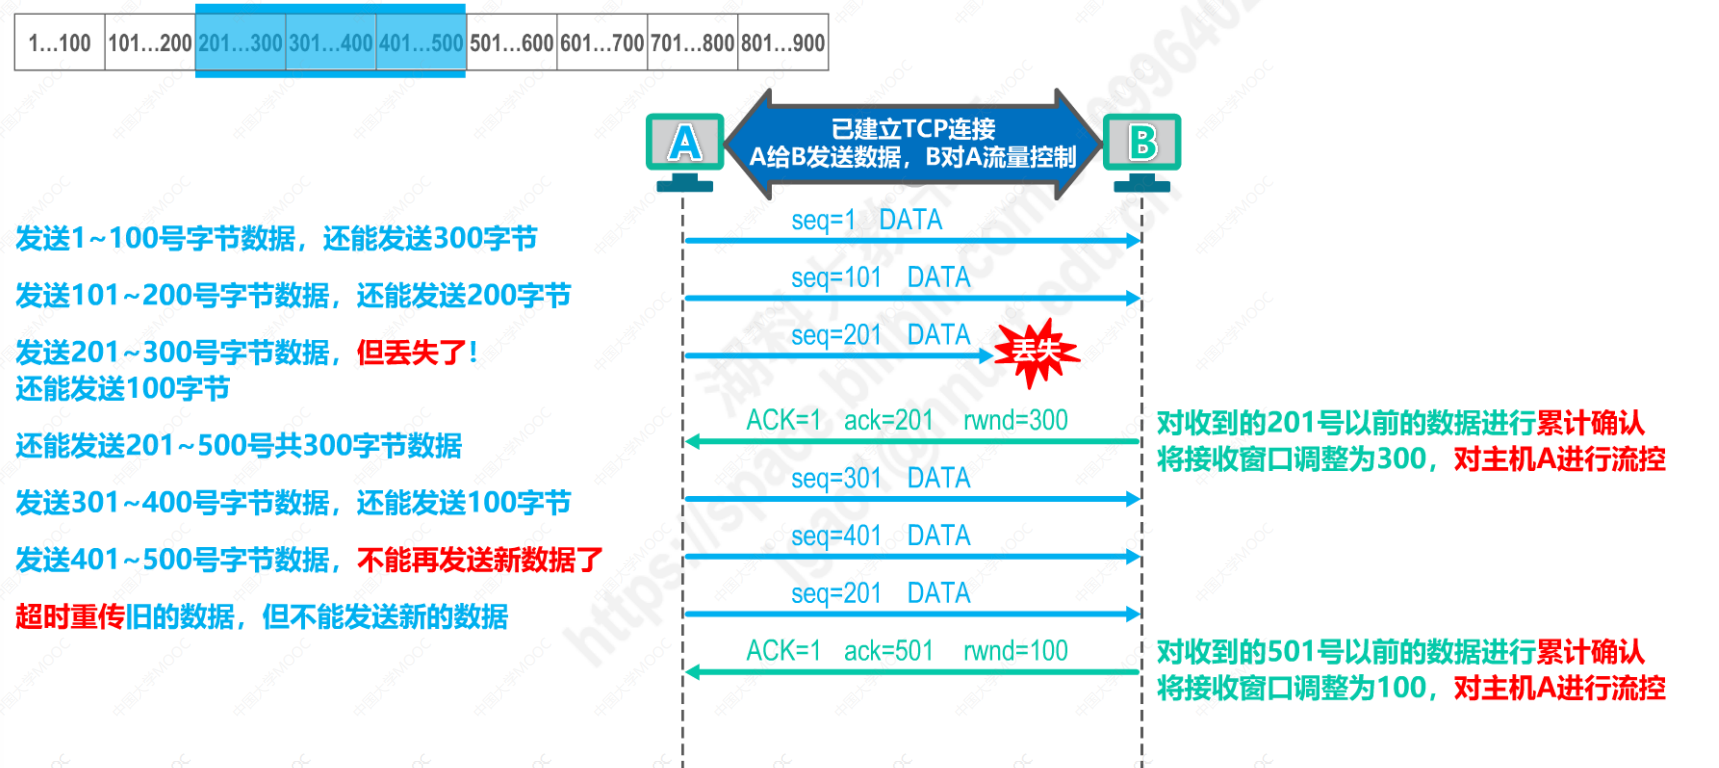 1…100 101…200 201…300 301…400 401…500 501…600 601…700 701…800 801…900
A
已建立TCP连接
A给B发送数据，B对A流量控制
B
seq=1 DATA
发送1~100号字节数据，还能发送300字节
seq=101 DATA
发送101~200号字节数据，还能发送200字节
seq=201 DATA
丢失
发送201~300号字节数据，但丢失了！
还能发送100字节
ACK=1 ack=201 rwnd=300
对收到的201号以前的数据进行累计确认
将接收窗口调整为300，对主机A进行流控
还能发送201~500号共300字节数据
seq=301 DATA
发送301~400号字节数据，还能发送100字节
seq=401 DATA
发送401~500号字节数据，不能再发送新数据了
seq=201 DATA
超时重传旧的数据，但不能发送新的数据
ACK=1 ack=501 rwnd=100
对收到的501号以前的数据进行累计确认
将接收窗口调整为100，对主机A进行流控
中国大学MOOC